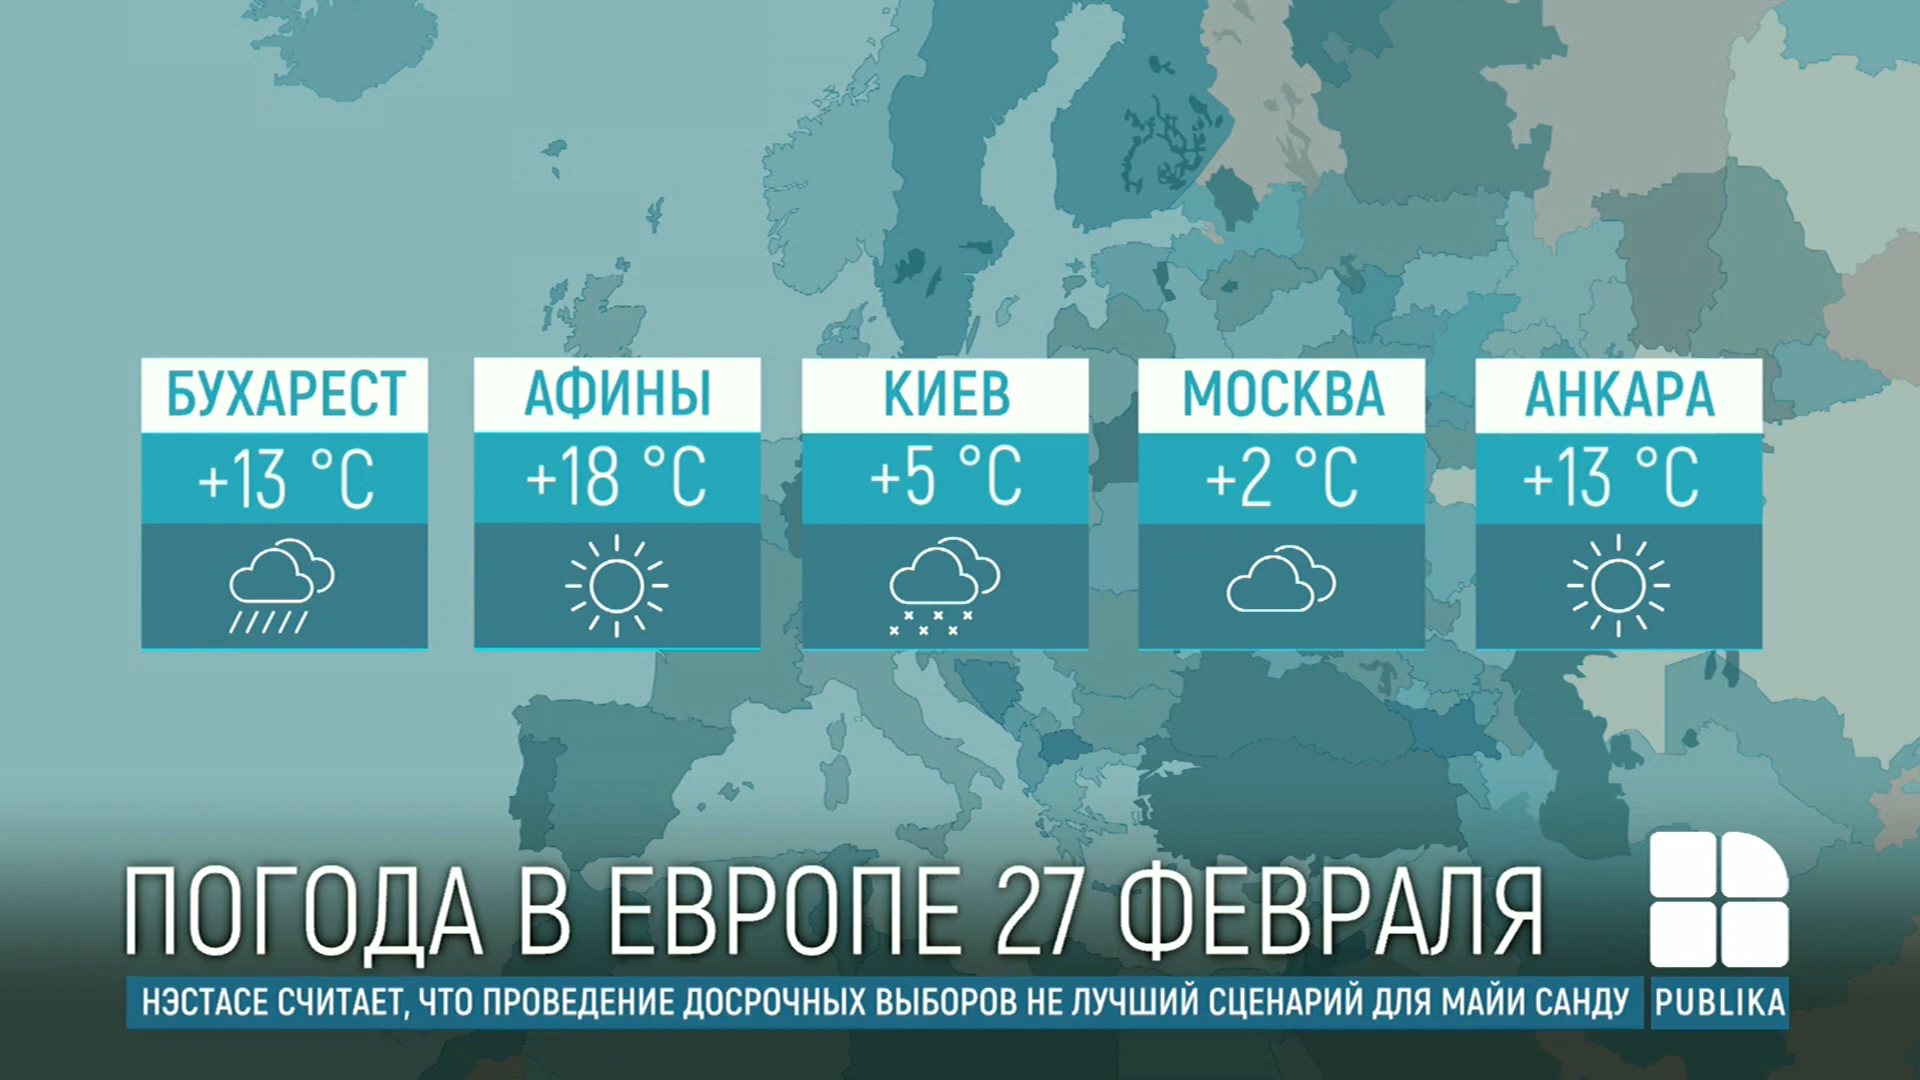 БУХАРЕСТ
+13 °C
АФИНЫ
+18 °C
КИЕВ
+5 °C
МОСКВА
+2 °C
АНКАРА
+13 °C
ПОГОДА В ЕВРОПЕ 27 ФЕВРАЛЯ
НЭСТАСЕ СЧИТАЕТ, ЧТО ПРОВЕДЕНИЕ ДОСРОЧНЫХ ВЫБОРОВ НЕ ЛУЧШИЙ СЦЕНАРИЙ ДЛЯ МАЙИ САНДУ
PUBLIKA